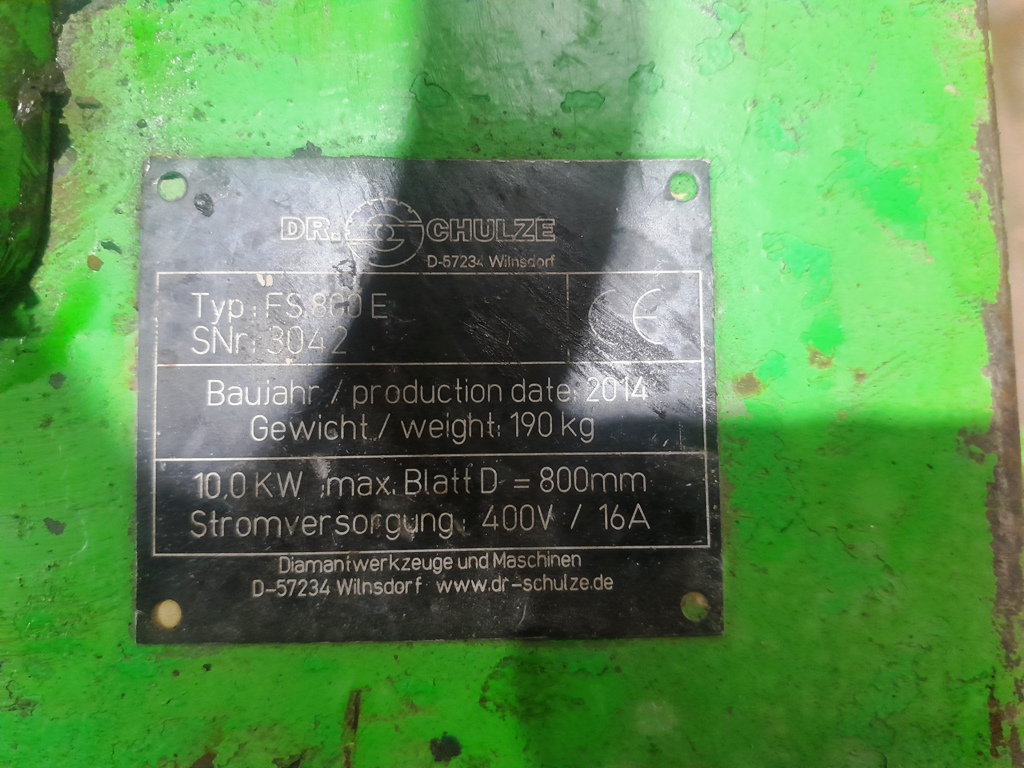 DR. SCHULZE
D-57234 Wilnsdorf
Typ: FS 800 E
SNr: 3042
CE
Baujahr / production date: 2014
Gewicht / weight: 190 kg
10,0 KW ;max. Blatt D = 800mm
Stromversorgung: 400V / 16A
Diamantwerkzeuge und Maschinen
D-57234 Wilnsdorf www.dr-schulze.de